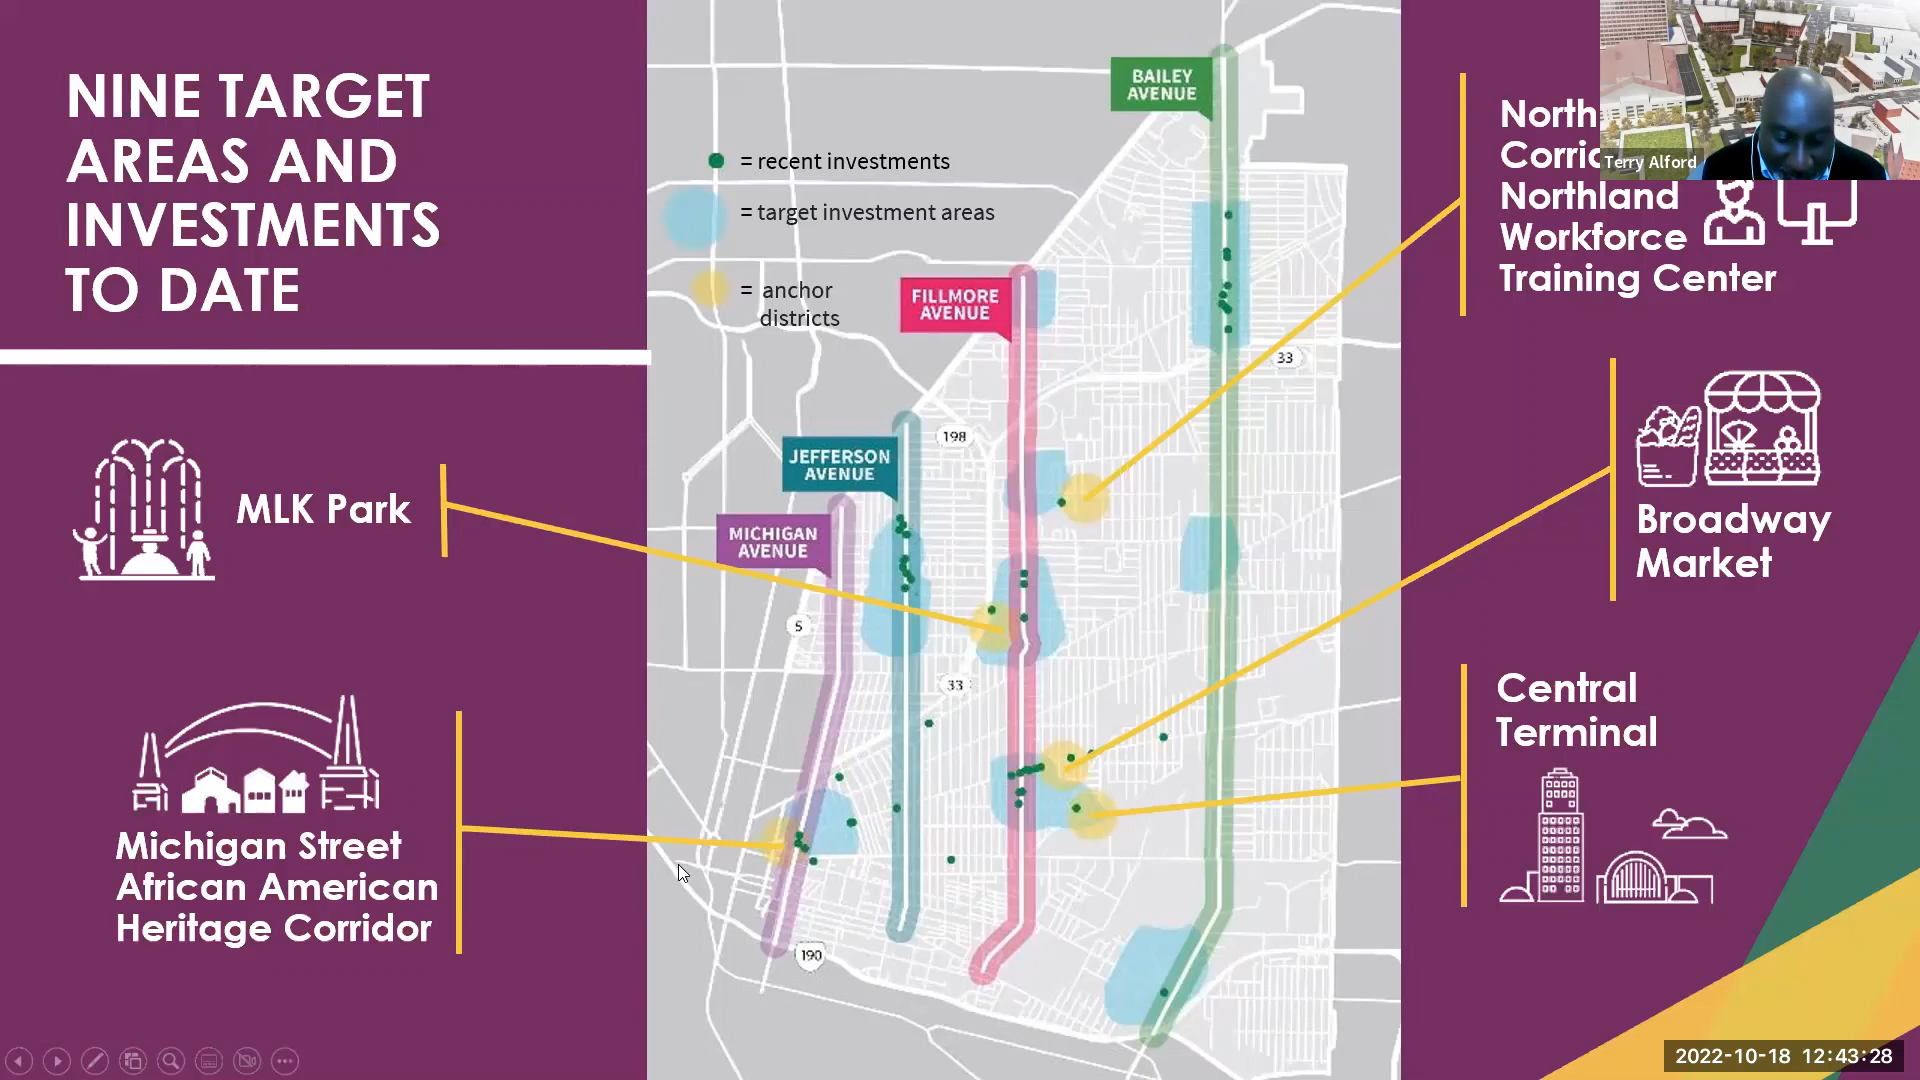 NINE TARGET
AREAS AND
INVESTMENTS
TO DATE
MLK Park
Michigan Street
African American
Heritage Corridor
= recent investments
= target investment areas
= anchor
districts
BAILEY
AVENUE
FILLMORE
AVENUE
JEFFERSON
AVENUE
MICHIGAN
AVENUE
33
198
5
33
190
North
Terry Alford
Northland
Workforce
Training Center
Broadway
Market
Central
Terminal
2022-10-18 12:43:28